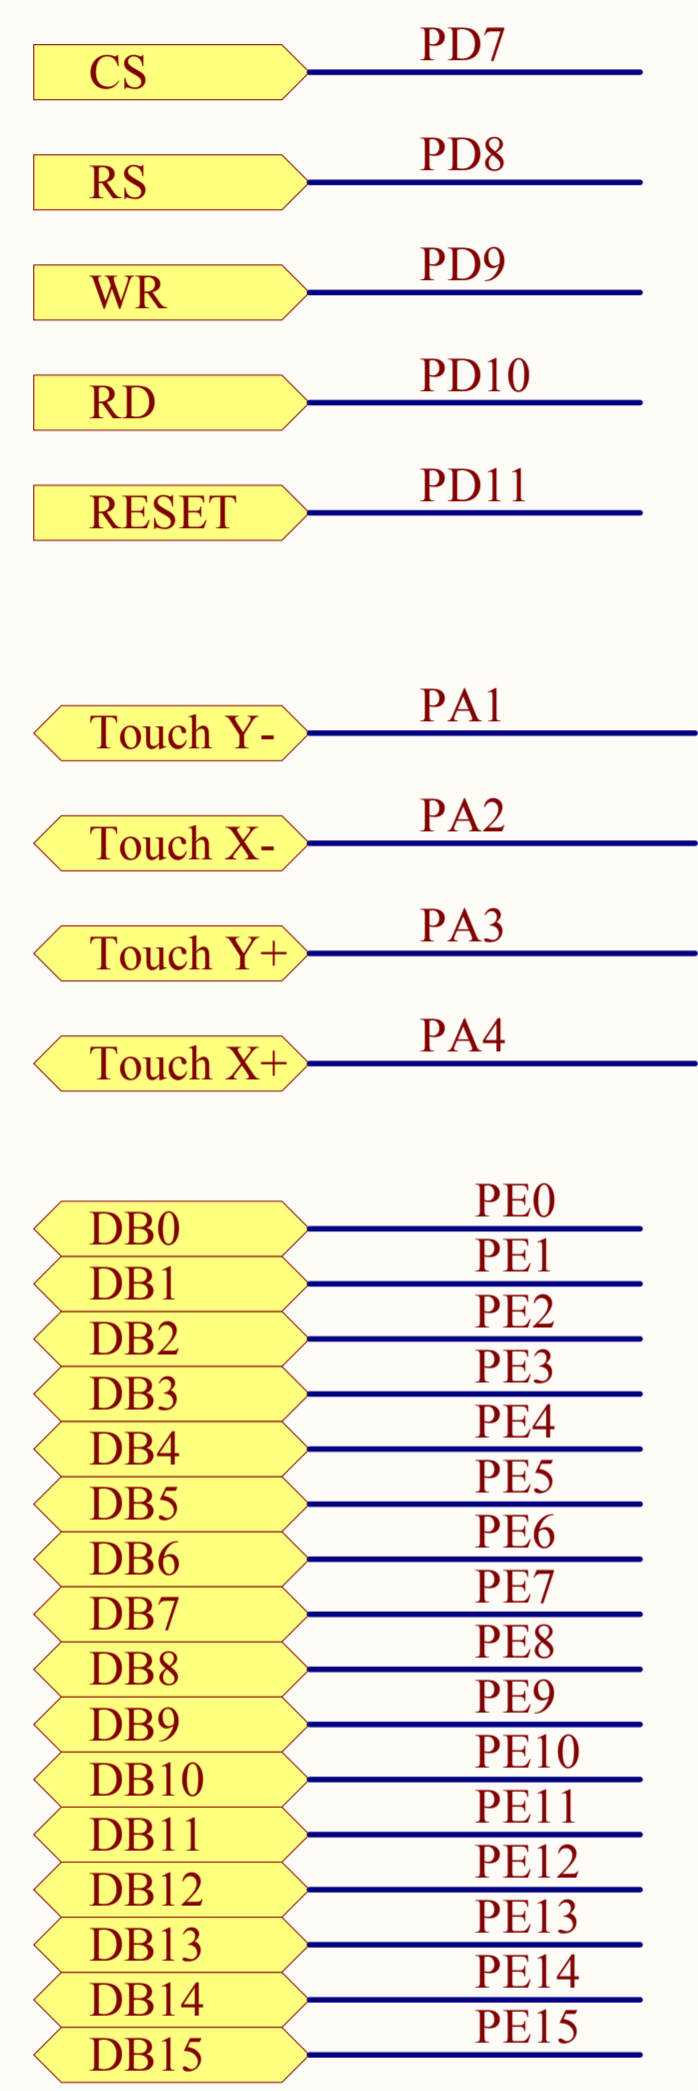 CS PD7
RS PD8
WR PD9
RD PD10
RESET PD11
Touch Y- PA1
Touch X- PA2
Touch Y+ PA3
Touch X+ PA4
DB0 PE0
DB1 PE1
DB2 PE2
DB3 PE3
DB4 PE4
DB5 PE5
DB6 PE6
DB7 PE7
DB8 PE8
DB9 PE9
DB10 PE10
DB11 PE11
DB12 PE12
DB13 PE13
DB14 PE14
DB15 PE15